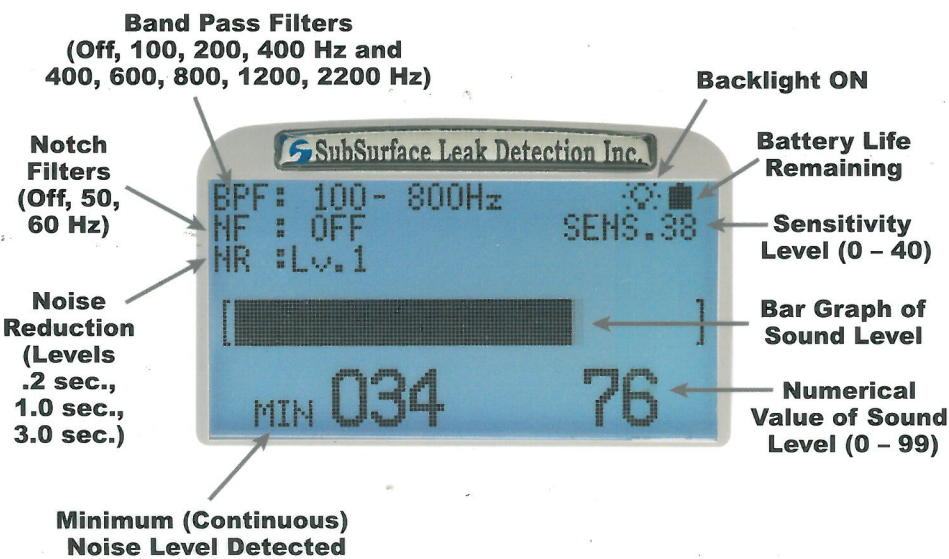 Band Pass Filters
(Off, 100, 200, 400 Hz and
400, 600, 800, 1200, 2200 Hz)
Backlight ON
Notch
Filters
(Off, 50,
60 Hz)
Battery Life
Remaining
SubSurface Leak Detection Inc.
BPF: 100- 800Hz
NF : OFF
SENS.38
NR :Lv.1
Sensitivity
Level (0 – 40)
Noise
Reduction
(Levels
.2 sec.,
1.0 sec.,
3.0 sec.)
[ ]
Bar Graph of
Sound Level
MIN 034 76
Numerical
Value of Sound
Level (0 – 99)
Minimum (Continuous)
Noise Level Detected